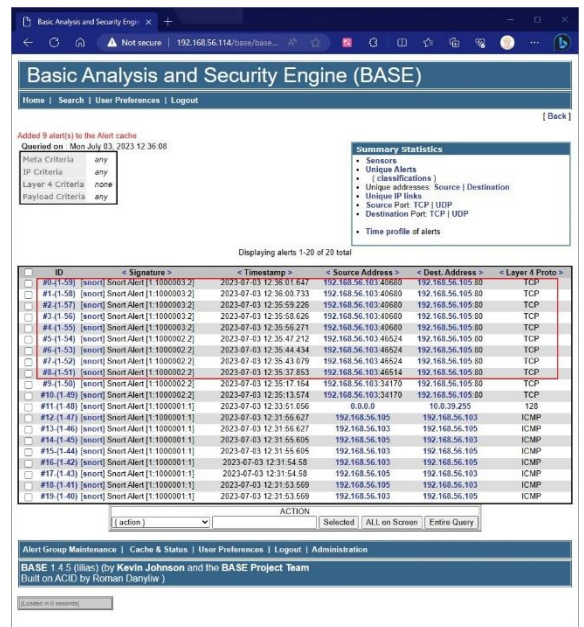 Basic Analysis and Security Engin
Not secure | 192.168.56.114/base/base...
Basic Analysis and Security Engine (BASE)
Home | Search | User Preferences | Logout
[ Back ]
Added 9 alert(s) to the Alert cache
Queried on : Mon July 03, 2023 12:36:08
Meta Criteria any
IP Criteria any
Layer 4 Criteria none
Payload Criteria any
Summary Statistics
Sensors
Unique Alerts
( classifications )
Unique addresses: Source | Destination
Unique IP links
Source Port: TCP | UDP
Destination Port: TCP | UDP
Time profile of alerts
Displaying alerts 1-20 of 20 total
ID < Signature > < Timestamp > < Source Address > < Dest. Address > < Layer 4 Proto >
#0-(1-59) [snort] Snort Alert [1:1000003:2] 2023-07-03 12:36:01.647 192.168.56.103:40680 192.168.56.105:80 TCP
#1-(1-58) [snort] Snort Alert [1:1000003:2] 2023-07-03 12:36:00.733 192.168.56.103:40680 192.168.56.105:80 TCP
#2-(1-57) [snort] Snort Alert [1:1000003:2] 2023-07-03 12:35:59.226 192.168.56.103:40680 192.168.56.105:80 TCP
#3-(1-56) [snort] Snort Alert [1:1000003:2] 2023-07-03 12:35:58.626 192.168.56.103:40680 192.168.56.105:80 TCP
#4-(1-55) [snort] Snort Alert [1:1000003:2] 2023-07-03 12:35:56.271 192.168.56.103:40680 192.168.56.105:80 TCP
#5-(1-54) [snort] Snort Alert [1:1000002:2] 2023-07-03 12:35:47.212 192.168.56.103:46524 192.168.56.105:80 TCP
#6-(1-53) [snort] Snort Alert [1:1000002:2] 2023-07-03 12:35:44.434 192.168.56.103:46524 192.168.56.105:80 TCP
#7-(1-52) [snort] Snort Alert [1:1000002:2] 2023-07-03 12:35:43.079 192.168.56.103:46524 192.168.56.105:80 TCP
#8-(1-51) [snort] Snort Alert [1:1000002:2] 2023-07-03 12:35:37.853 192.168.56.103:46514 192.168.56.105:80 TCP
#9-(1-50) [snort] Snort Alert [1:1000002:2] 2023-07-03 12:35:17.164 192.168.56.103:34170 192.168.56.105:80 TCP
#10-(1-49) [snort] Snort Alert [1:1000002:2] 2023-07-03 12:35:13.574 192.168.56.103:34170 192.168.56.105:80 TCP
#11-(1-48) [snort] Snort Alert [1:1000001:1] 2023-07-03 12:33:51.056 0.0.0.0 10.0.39.255 128
#12-(1-47) [snort] Snort Alert [1:1000001:1] 2023-07-03 12:31:56.627 192.168.56.105 192.168.56.103 ICMP
#13-(1-46) [snort] Snort Alert [1:1000001:1] 2023-07-03 12:31:56.627 192.168.56.103 192.168.56.105 ICMP
#14-(1-45) [snort] Snort Alert [1:1000001:1] 2023-07-03 12:31:55.605 192.168.56.105 192.168.56.103 ICMP
#15-(1-44) [snort] Snort Alert [1:1000001:1] 2023-07-03 12:31:55.605 192.168.56.103 192.168.56.105 ICMP
#16-(1-42) [snort] Snort Alert [1:1000001:1] 2023-07-03 12:31:54.58 192.168.56.103 192.168.56.105 ICMP
#17-(1-43) [snort] Snort Alert [1:1000001:1] 2023-07-03 12:31:54.58 192.168.56.105 192.168.56.103 ICMP
#18-(1-41) [snort] Snort Alert [1:1000001:1] 2023-07-03 12:31:53.569 192.168.56.105 192.168.56.103 ICMP
#19-(1-40) [snort] Snort Alert [1:1000001:1] 2023-07-03 12:31:53.569 192.168.56.103 192.168.56.105 ICMP
ACTION
{ action } Selected ALL on Screen Entire Query
Alert Group Maintenance | Cache & Status | User Preferences | Logout | Administration
BASE 1.4.5 (lilias) (by Kevin Johnson and the BASE Project Team
Built on ACID by Roman Danyliw )
[Loaded in 0 seconds]